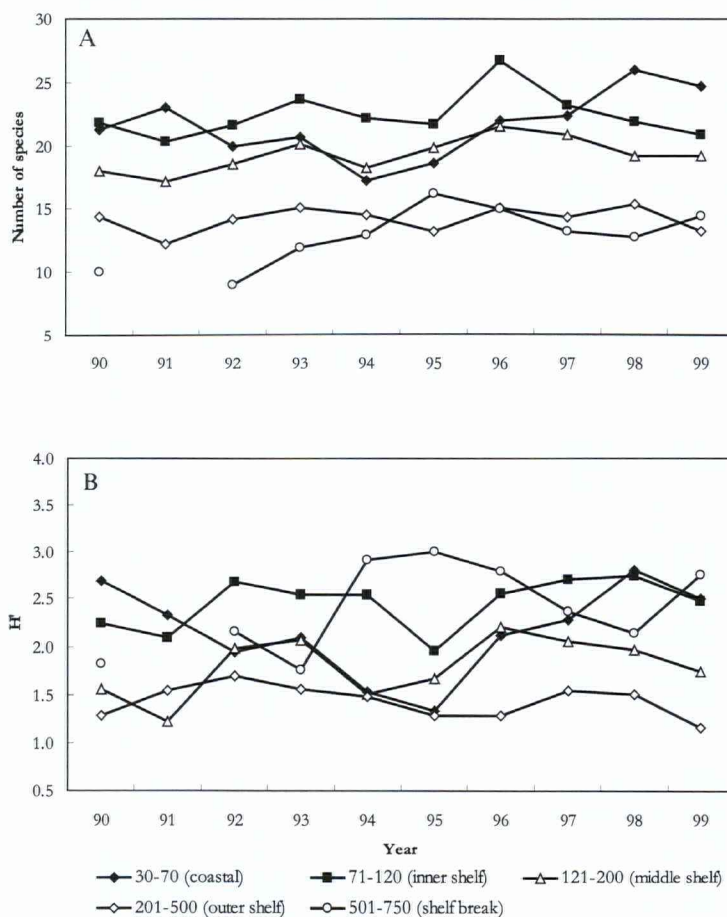 A
Number of species
30
25
20
15
10
5
90 91 92 93 94 95 96 97 98 99
B
H'
4.0
3.5
3.0
2.5
2.0
1.5
1.0
0.5
90 91 92 93 94 95 96 97 98 99
Year
30-70 (coastal) 71-120 (inner shelf) 121-200 (middle shelf)
201-500 (outer shelf) 501-750 (shelf break)